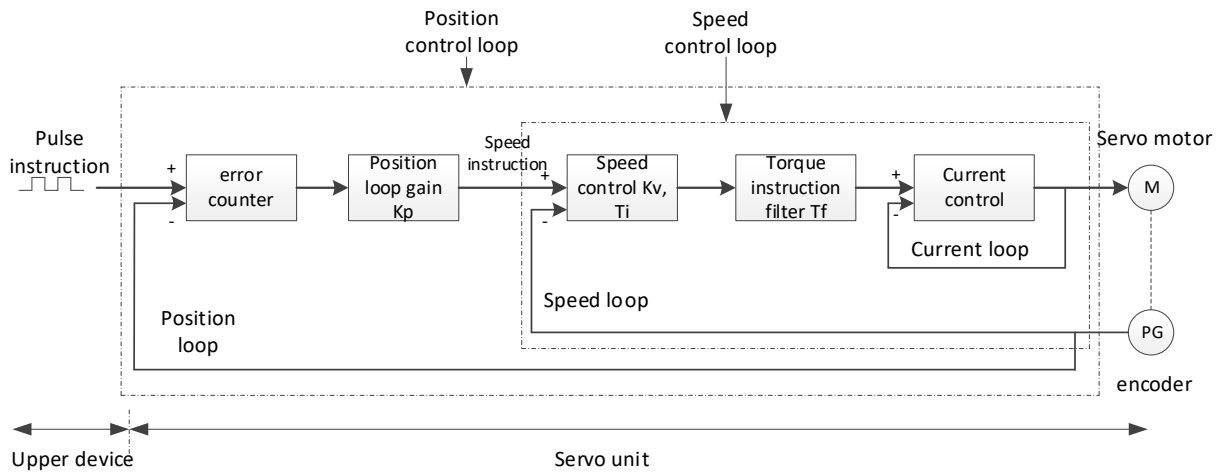 Position
control loop
Speed
control loop
Pulse
instruction
Speed
instruction
Servo motor
+
-
error
counter
Position
loop gain
Kp
+
-
Speed
control Kv,
Ti
Torque
instruction
filter Tf
+
-
Current
control
M
Current loop
Speed loop
Position
loop
PG
encoder
Upper device
Servo unit